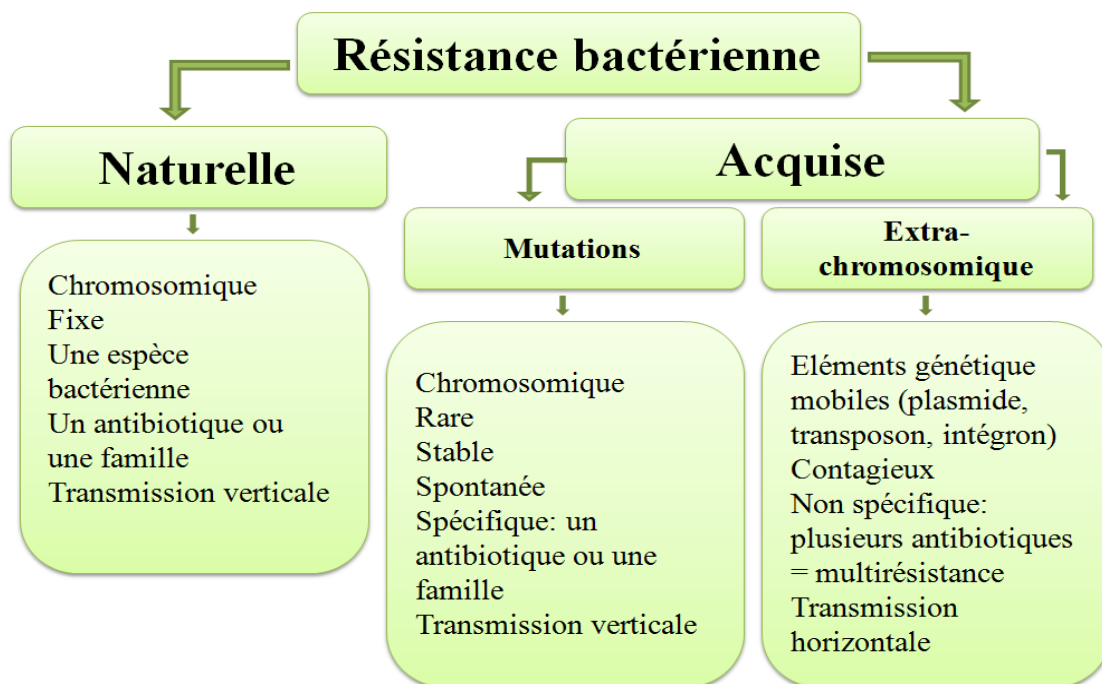 Résistance bactérienne
Naturelle
Acquise
Mutations
Extra-
chromosomique
Chromosomique
Fixe
Une espèce
bactérienne
Un antibiotique ou
une famille
Transmission verticale
Chromosomique
Rare
Stable
Spontanée
Spécifique: un
antibiotique ou une
famille
Transmission verticale
Eléments génétique
mobiles (plasmide,
transposon, intégron)
Contagieux
Non spécifique:
plusieurs antibiotiques
= multirésistance
Transmission
horizontale